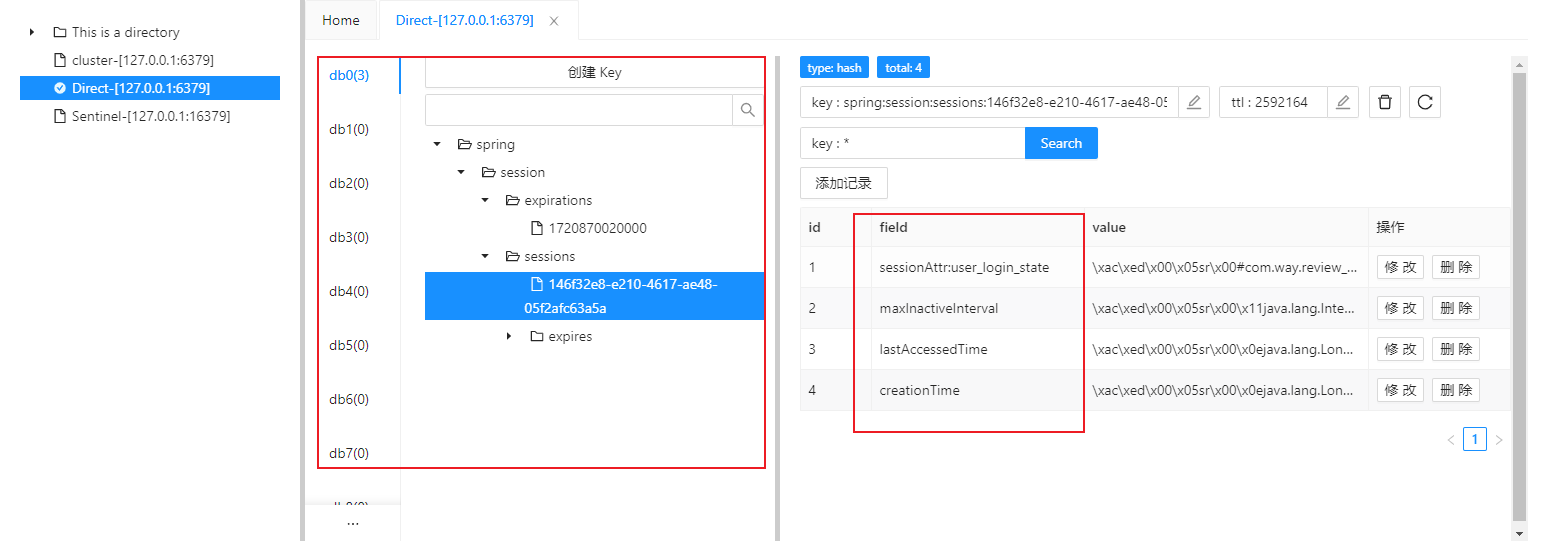 This is a directory
cluster-[127.0.0.1:6379]
Direct-[127.0.0.1:6379]
Sentinel-[127.0.0.1:16379]
Home
Direct-[127.0.0.1:6379]
db0(3)
db1(0)
db2(0)
db3(0)
db4(0)
db5(0)
db6(0)
db7(0)
...
创建 Key
spring
session
expirations
1720870020000
sessions
146f32e8-e210-4617-ae48-
05f2afc63a5a
expires
type: hash total: 4
key : spring:session:sessions:146f32e8-e210-4617-ae48-05 ttl : 2592164
key : * Search
添加记录
id field value 操作
1 sessionAttr:user_login_state \xac\xed\x00\x05sr\x00#com.way.review_... 修 改 删 除
2 maxInactiveInterval \xac\xed\x00\x05sr\x00\x11java.lang.Inte... 修 改 删 除
3 lastAccessedTime \xac\xed\x00\x05sr\x00\x0ejava.lang.Lon... 修 改 删 除
4 creationTime \xac\xed\x00\x05sr\x00\x0ejava.lang.Lon... 修 改 删 除
< 1 >